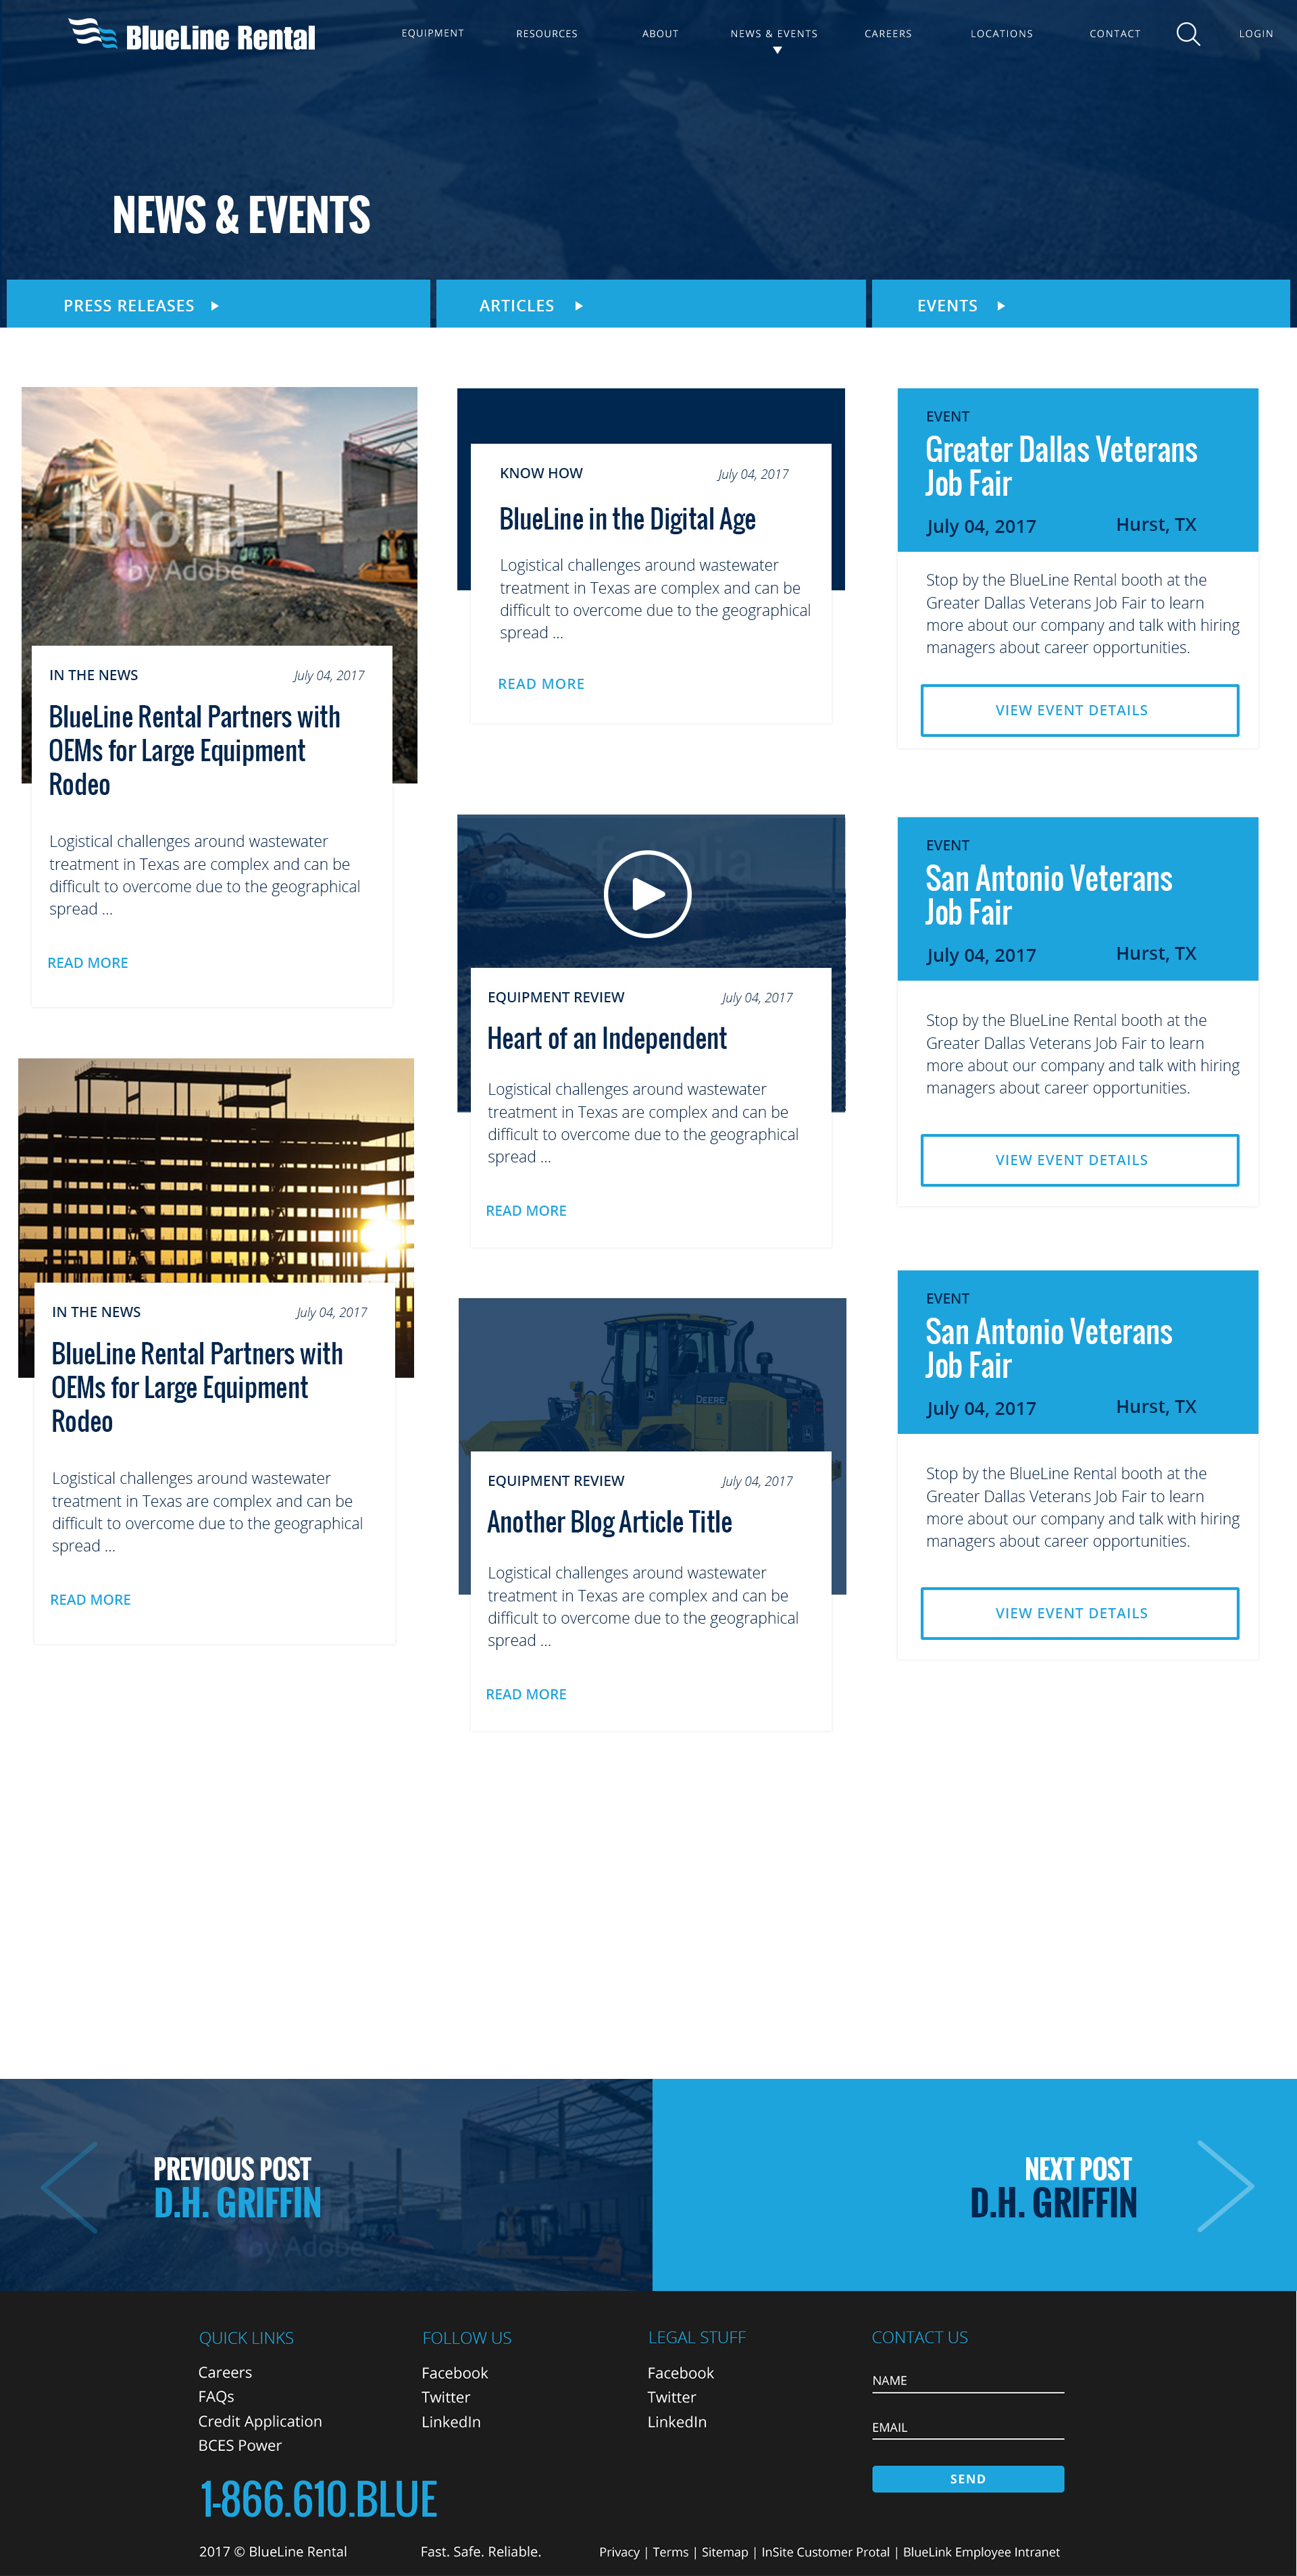 BlueLine Rental
EQUIPMENT
RESOURCES
ABOUT
NEWS & EVENTS
CAREERS
LOCATIONS
CONTACT
LOGIN
NEWS & EVENTS
PRESS RELEASES
ARTICLES
EVENTS
fotolia
by Adobe
IN THE NEWS
July 04, 2017
BlueLine Rental Partners with
OEMs for Large Equipment
Rodeo
Logistical challenges around wastewater
treatment in Texas are complex and can be
difficult to overcome due to the geographical
spread ...
READ MORE
IN THE NEWS
July 04, 2017
BlueLine Rental Partners with
OEMs for Large Equipment
Rodeo
Logistical challenges around wastewater
treatment in Texas are complex and can be
difficult to overcome due to the geographical
spread ...
READ MORE
KNOW HOW
July 04, 2017
BlueLine in the Digital Age
Logistical challenges around wastewater
treatment in Texas are complex and can be
difficult to overcome due to the geographical
spread ...
READ MORE
fotolia
by Adobe
EQUIPMENT REVIEW
July 04, 2017
Heart of an Independent
Logistical challenges around wastewater
treatment in Texas are complex and can be
difficult to overcome due to the geographical
spread ...
READ MORE
DEERE
EQUIPMENT REVIEW
July 04, 2017
Another Blog Article Title
Logistical challenges around wastewater
treatment in Texas are complex and can be
difficult to overcome due to the geographical
spread ...
READ MORE
EVENT
Greater Dallas Veterans
Job Fair
July 04, 2017
Hurst, TX
Stop by the BlueLine Rental booth at the
Greater Dallas Veterans Job Fair to learn
more about our company and talk with hiring
managers about career opportunities.
VIEW EVENT DETAILS
EVENT
San Antonio Veterans
Job Fair
July 04, 2017
Hurst, TX
Stop by the BlueLine Rental booth at the
Greater Dallas Veterans Job Fair to learn
more about our company and talk with hiring
managers about career opportunities.
VIEW EVENT DETAILS
EVENT
San Antonio Veterans
Job Fair
July 04, 2017
Hurst, TX
Stop by the BlueLine Rental booth at the
Greater Dallas Veterans Job Fair to learn
more about our company and talk with hiring
managers about career opportunities.
VIEW EVENT DETAILS
PREVIOUS POST
D.H. GRIFFIN
by Adobe
NEXT POST
D.H. GRIFFIN
QUICK LINKS
Careers
FAQs
Credit Application
BCES Power
FOLLOW US
Facebook
Twitter
LinkedIn
LEGAL STUFF
Facebook
Twitter
LinkedIn
CONTACT US
NAME
EMAIL
SEND
1-866.610.BLUE
2017 © BlueLine Rental
Fast. Safe. Reliable.
Privacy | Terms | Sitemap | InSite Customer Protal | BlueLink Employee Intranet